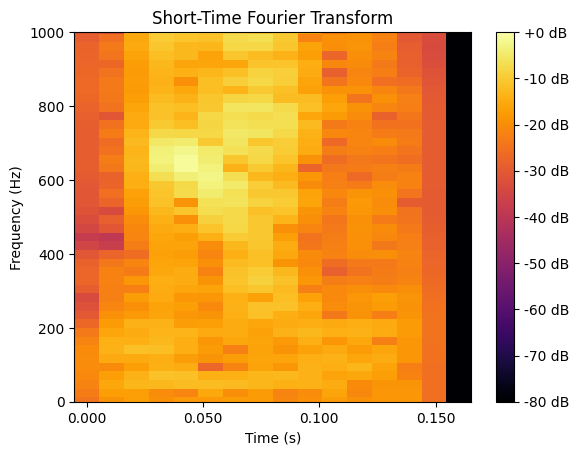 Short-Time Fourier Transform
1000
800
600
400
200
0
Frequency (Hz)
0.000
0.050
0.100
0.150
Time (s)
+0 dB
-10 dB
-20 dB
-30 dB
-40 dB
-50 dB
-60 dB
-70 dB
-80 dB